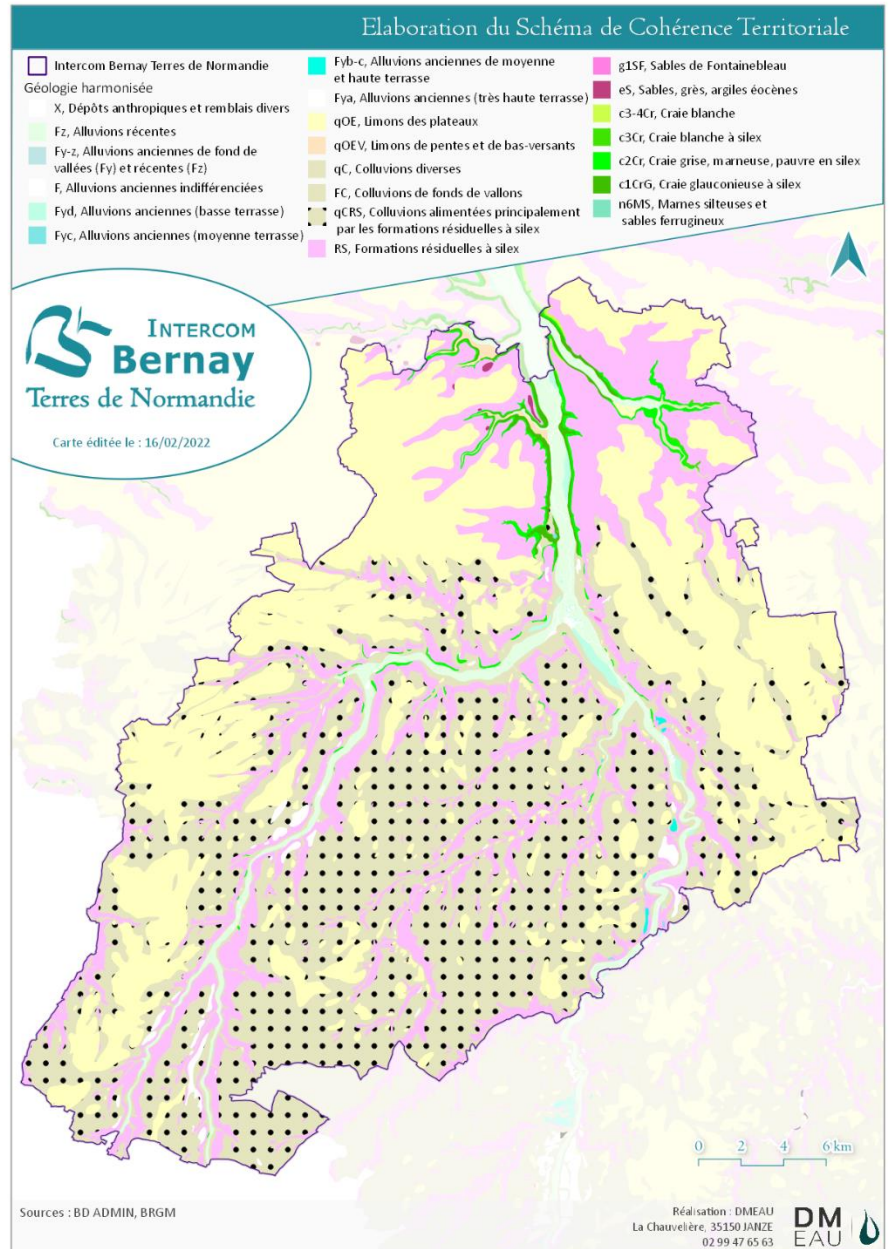 Elaboration du Schéma de Cohérence Territoriale
Intercom Bernay Terres de Normandie
Géologie harmonisée
X, Dépôts anthropiques et remblais divers
Fz, Alluvions récentes
Fy-z, Alluvions anciennes de fond de
vallées (Fy) et récentes (Fz)
F, Alluvions anciennes indifférenciées
Fyd, Alluvions anciennes (basse terrasse)
Fyc, Alluvions anciennes (moyenne terrasse)
Fyb-c, Alluvions anciennes de moyenne
et haute terrasse
Fya, Alluvions anciennes (très haute terrasse)
qOE, Limons des plateaux
qOEV, Limons de pentes et de bas-versants
qC, Colluvions diverses
FC, Colluvions de fonds de vallons
qCRS, Colluvions alimentées principalement
par les formations résiduelles à silex
RS, Formations résiduelles à silex
g1SF, Sables de Fontainebleau
eS, Sables, grès, argiles éocènes
c3-4Cr, Craie blanche
c3Cr, Craie blanche à silex
c2Cr, Craie grise, marneuse, pauvre en silex
c1CrG, Craie glauconieuse à silex
n6MS, Marnes silteuses et
sables ferrugineux
INTERCOM
Bernay
Terres de Normandie
Carte éditée le : 16/02/2022
0 2 4 6 km
Sources : BD ADMIN, BRGM
Réalisation : DMEAU
La Chauvelière, 35150 JANZE
02 99 47 65 63
DM
EAU